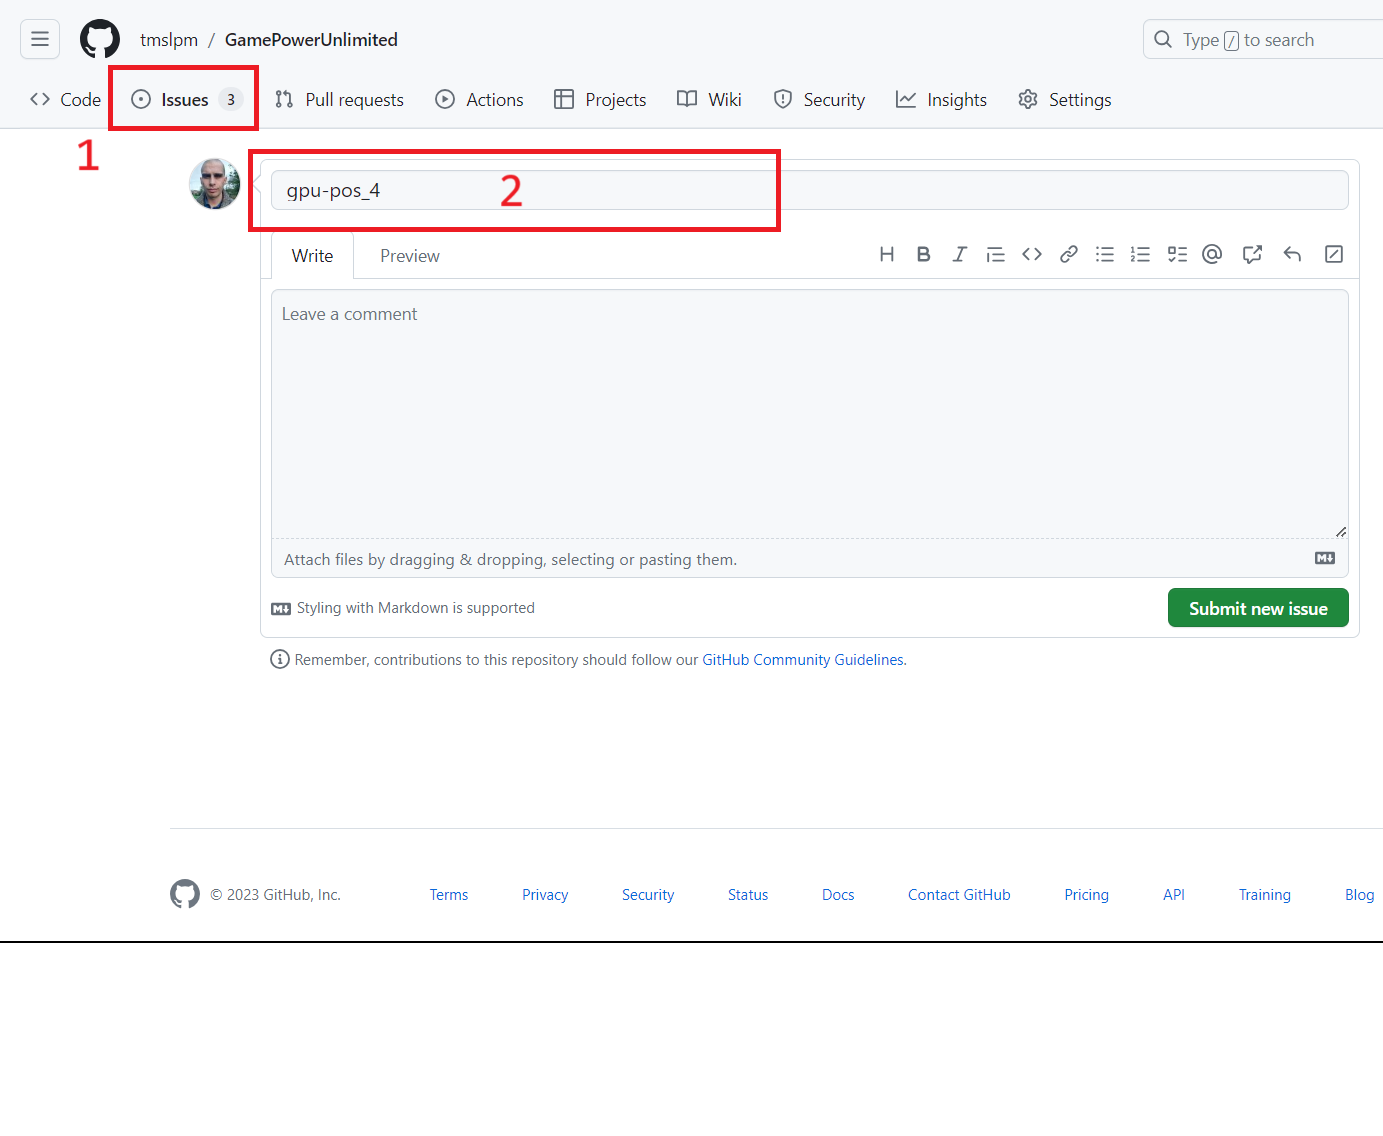 tmslpm / GamePowerUnlimited
Type / to search
Code Issues 3 Pull requests Actions Projects Wiki Security Insights Settings
1
gpu-pos_4 2
Write Preview
Leave a comment
Attach files by dragging & dropping, selecting or pasting them.
Styling with Markdown is supported
Submit new issue
Remember, contributions to this repository should follow our GitHub Community Guidelines.
© 2023 GitHub, Inc. Terms Privacy Security Status Docs Contact GitHub Pricing API Training Blog